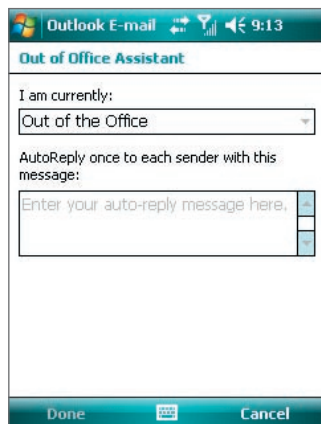 Outlook E-mail 9:13
Out of Office Assistant
I am currently:
Out of the Office
AutoReply once to each sender with this
message:
Enter your auto-reply message here.
Done Cancel